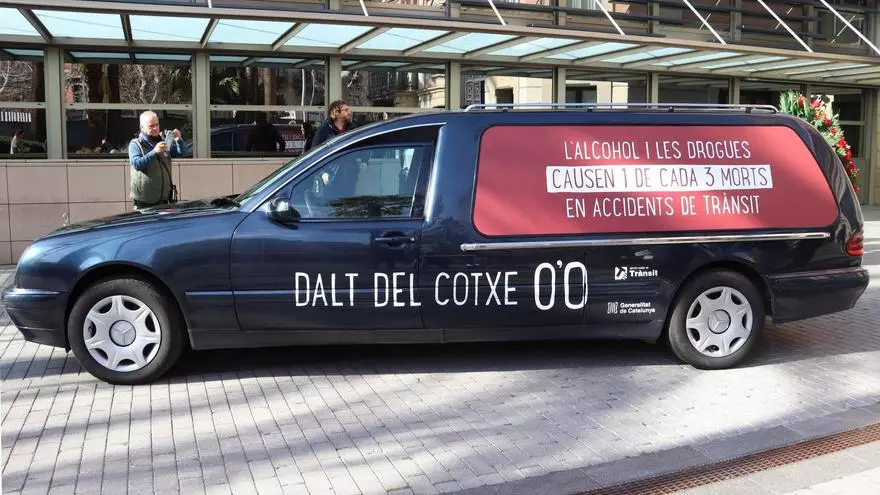 L'ALCOHOL I LES DROGUES
CAUSEN 1 DE CADA 3 MORTS
EN ACCIDENTS DE TRÀNSIT
DALT DEL COTXE 0'0
Trànsit
Generalitat
de Catalunya